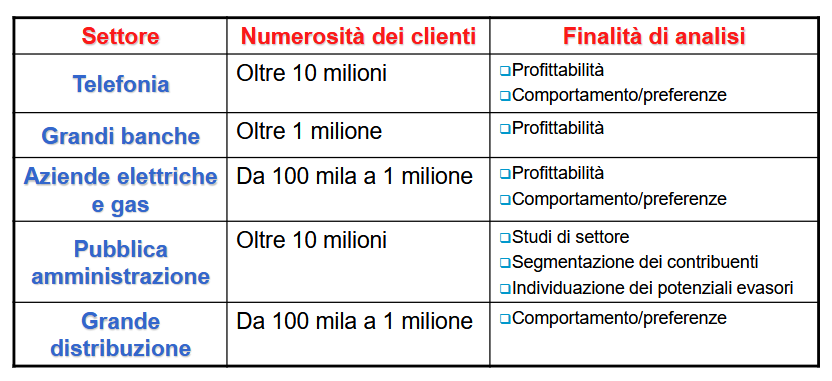 Settore Numerosità dei clienti Finalità di analisi
Telefonia Oltre 10 milioni
❑Profittabilità
❑Comportamento/preferenze
Grandi banche Oltre 1 milione
❑Profittabilità
Aziende elettriche
e gas
Da 100 mila a 1 milione
❑Profittabilità
❑Comportamento/preferenze
Pubblica
amministrazione
Oltre 10 milioni
❑Studi di settore
❑Segmentazione dei contribuenti
❑Individuazione dei potenziali evasori
Grande
distribuzione
Da 100 mila a 1 milione
❑Comportamento/preferenze